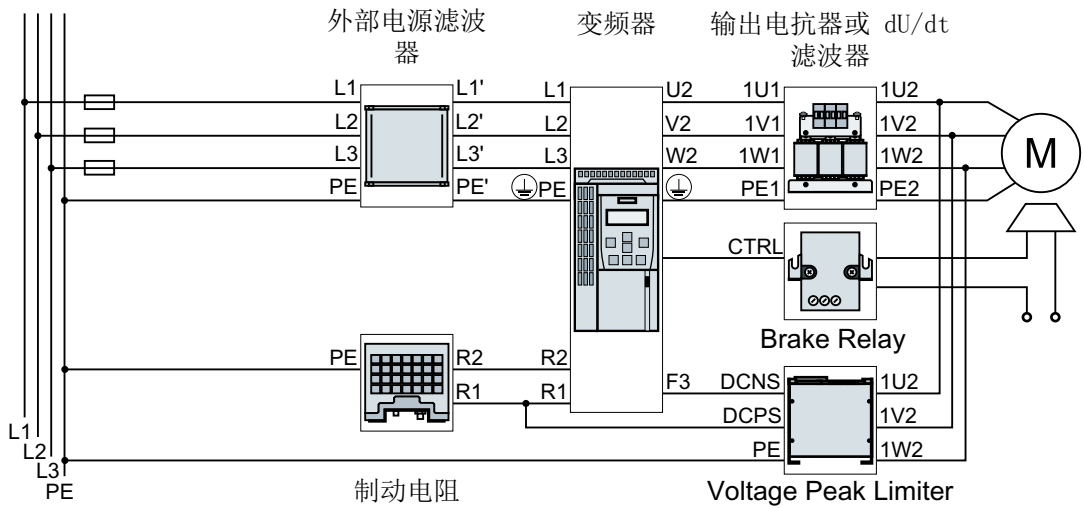 外部电源滤波
器
变频器
输出电抗器或 dU/dt
滤波器
L1 L1' L1 U2 1U1 1U2
L2 L2' L2 V2 1V1 1V2
L3 L3' L3 W2 1W1 1W2
PE PE' PE PE1 PE2
M
CTRL
Brake Relay
PE R2 R2
R1 R1
F3 DCNS 1U2
DCPS 1V2
PE 1W2
L1
L2
L3
PE
制动电阻
Voltage Peak Limiter